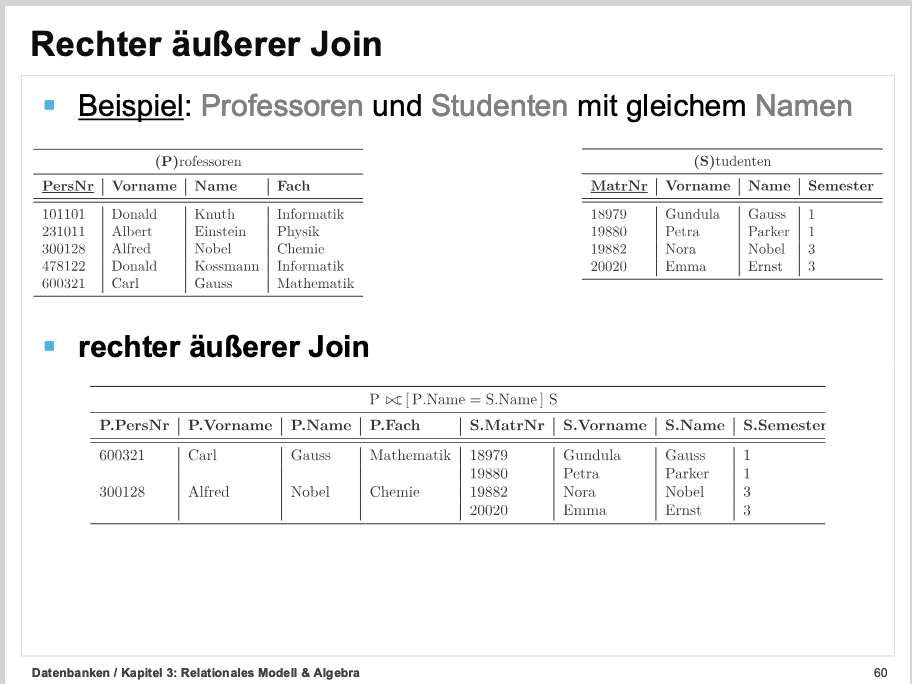 Rechter äußerer Join
▪ Beispiel: Professoren und Studenten mit gleichem Namen
(P)rofessoren
PersNr | Vorname | Name | Fach
101101 | Donald | Knuth | Informatik
231011 | Albert | Einstein | Physik
300128 | Alfred | Nobel | Chemie
478122 | Donald | Kossmann | Informatik
600321 | Carl | Gauss | Mathematik
(S)tudenten
MatrNr | Vorname | Name | Semester
18979 | Gundula | Gauss | 1
19880 | Petra | Parker | 1
19882 | Nora | Nobel | 3
20020 | Emma | Ernst | 3
▪ rechter äußerer Join
P ⟖ [ P.Name = S.Name ] S
P.PersNr | P.Vorname | P.Name | P.Fach | S.MatrNr | S.Vorname | S.Name | S.Semester
600321 | Carl | Gauss | Mathematik | 18979 | Gundula | Gauss | 1
| | | | 19880 | Petra | Parker | 1
300128 | Alfred | Nobel | Chemie | 19882 | Nora | Nobel | 3
| | | | 20020 | Emma | Ernst | 3
Datenbanken / Kapitel 3: Relationales Modell & Algebra
60